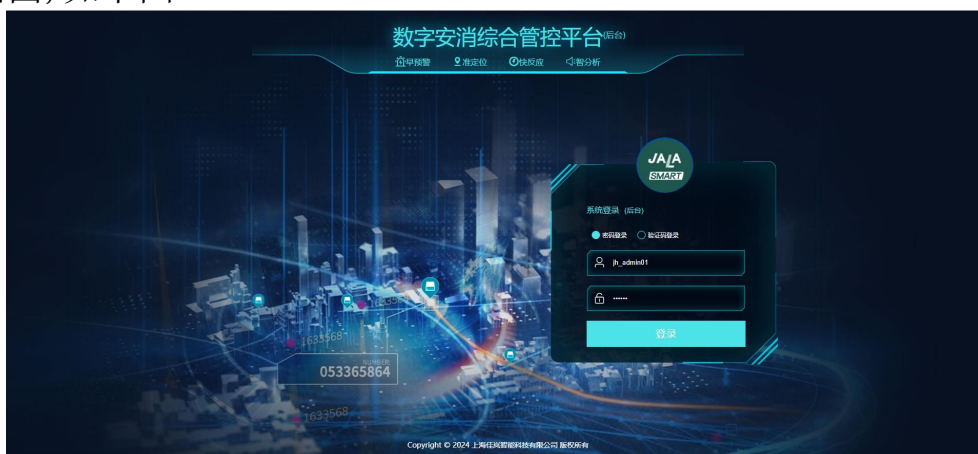 数字安消综合管控平台(后台)
早预警 准定位 快反应 智分析
JALA
SMART
系统登录 (后台)
密码登录 验证码登录
jh_admin01
······
登录
1633568
NUMBER:
053365864
1633568
Copyright © 2024 上海佳岚智能科技有限公司 版权所有